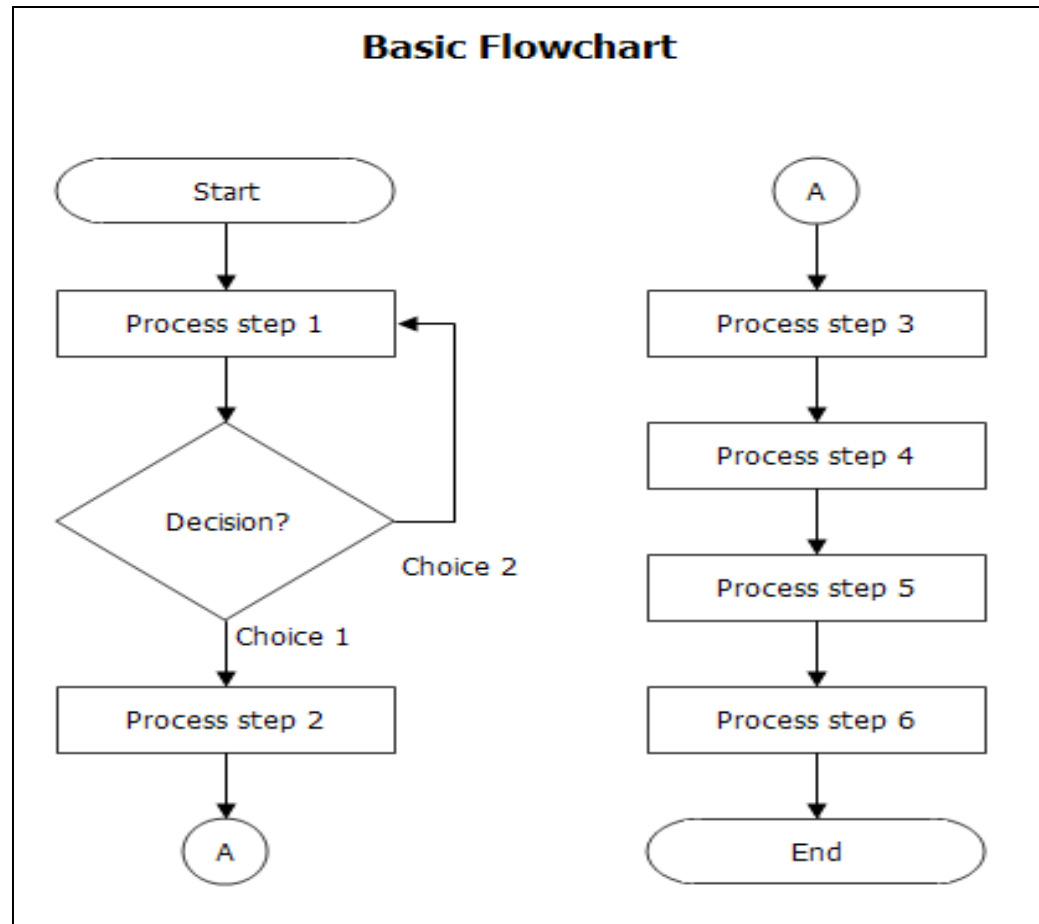 Basic Flowchart
Start
Process step 1
Decision?
Choice 2
Choice 1
Process step 2
A
A
Process step 3
Process step 4
Process step 5
Process step 6
End